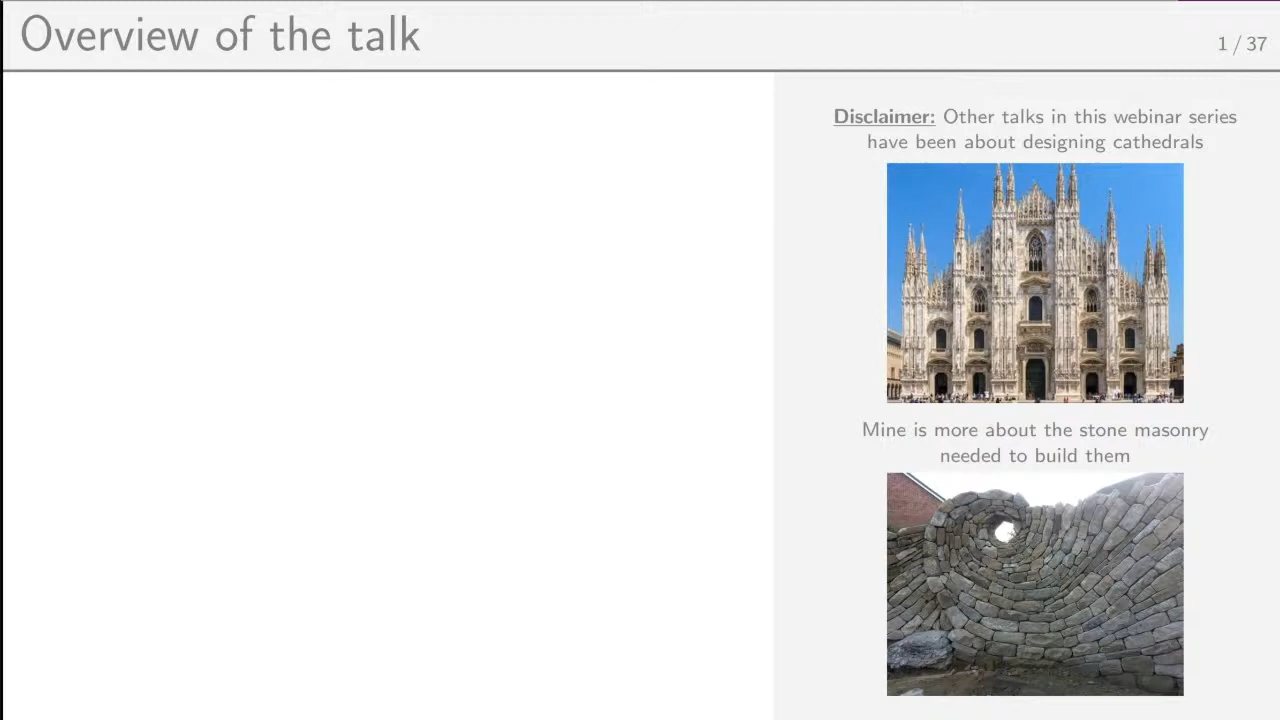 Overview of the talk
1 / 37
Disclaimer: Other talks in this webinar series
have been about designing cathedrals
Mine is more about the stone masonry
needed to build them